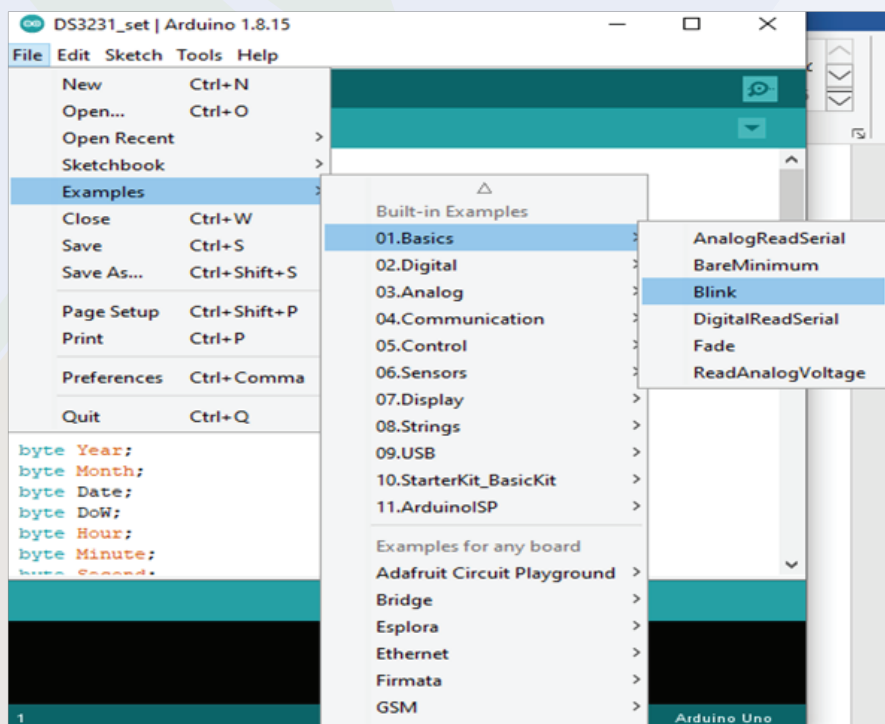 DS3231_set | Arduino 1.8.15
File Edit Sketch Tools Help
New Ctrl+N
Open... Ctrl+O
Open Recent
Sketchbook
Examples
Close Ctrl+W
Save Ctrl+S
Save As... Ctrl+Shift+S
Page Setup Ctrl+Shift+P
Print Ctrl+P
Preferences Ctrl+Comma
Quit Ctrl+Q
Built-in Examples
01.Basics
02.Digital
03.Analog
04.Communication
05.Control
06.Sensors
07.Display
08.Strings
09.USB
10.StarterKit_BasicKit
11.ArduinoISP
Examples for any board
Adafruit Circuit Playground
Bridge
Esplora
Ethernet
Firmata
GSM
AnalogReadSerial
BareMinimum
Blink
DigitalReadSerial
Fade
ReadAnalogVoltage
byte Year;
byte Month;
byte Date;
byte DoW;
byte Hour;
byte Minute;
byte Second;
1 Arduino Uno